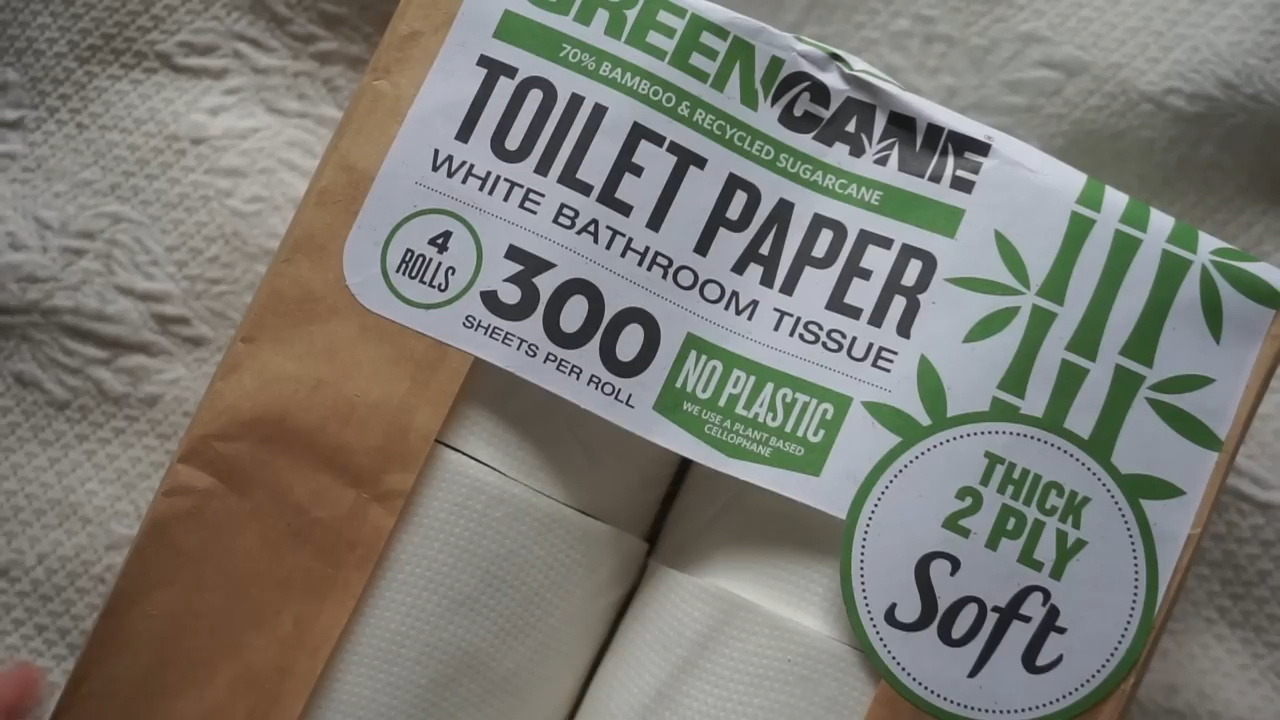 GREENCANE®
70% BAMBOO & RECYCLED SUGARCANE
TOILET PAPER
WHITE BATHROOM TISSUE
4
ROLLS
300
SHEETS PER ROLL
NO PLASTIC
WE USE A PLANT BASED
CELLOPHANE
THICK
2 PLY
Soft